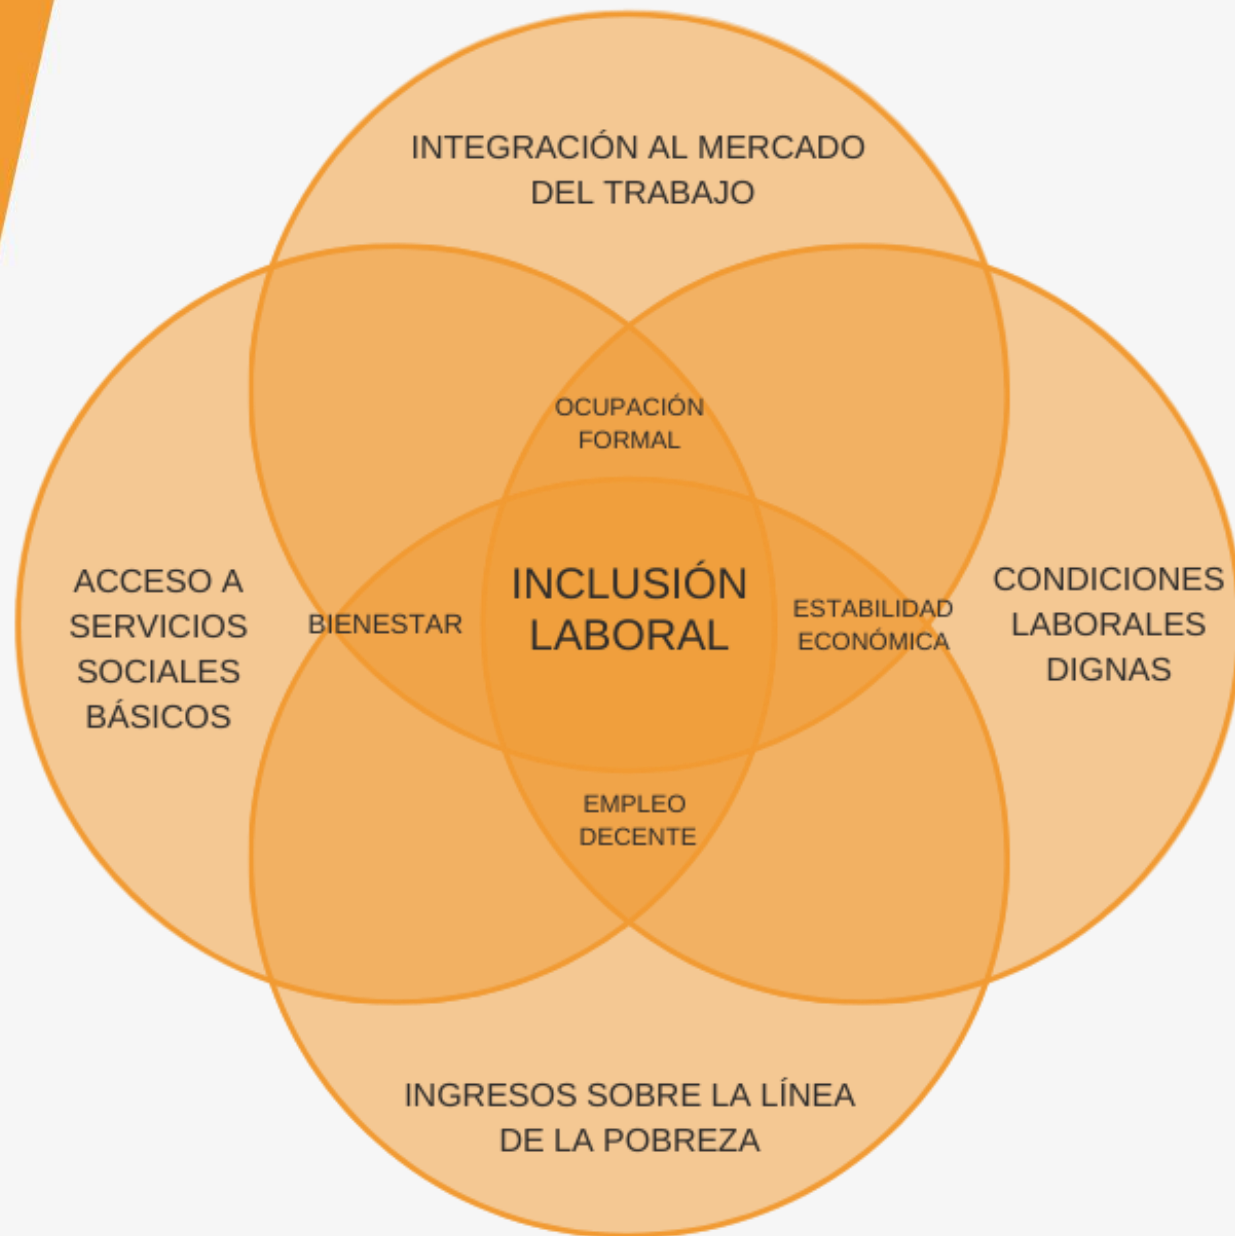 INTEGRACIÓN AL MERCADO
DEL TRABAJO
OCUPACIÓN
FORMAL
ACCESO A
SERVICIOS
SOCIALES
BÁSICOS
BIENESTAR
INCLUSIÓN
LABORAL
ESTABILIDAD
ECONÓMICA
CONDICIONES
LABORALES
DIGNAS
EMPLEO
DECENTE
INGRESOS SOBRE LA LÍNEA
DE LA POBREZA